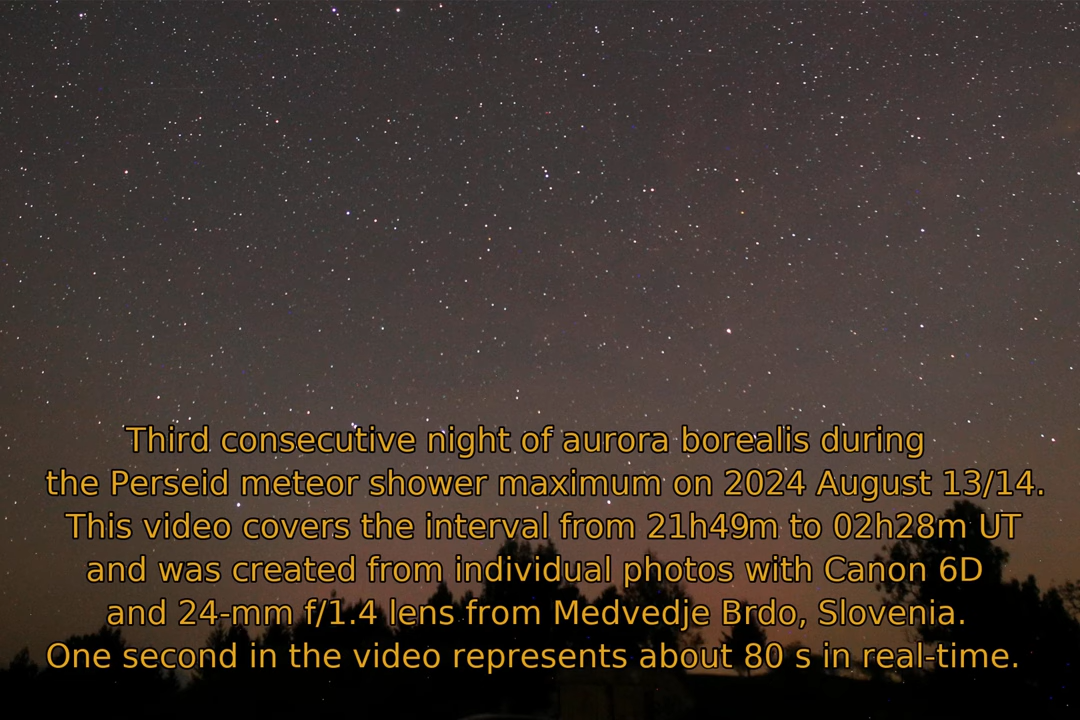 Third consecutive night of aurora borealis during
the Perseid meteor shower maximum on 2024 August 13/14.
This video covers the interval from 21h49m to 02h28m UT
and was created from individual photos with Canon 6D
and 24-mm f/1.4 lens from Medvedje Brdo, Slovenia.
One second in the video represents about 80 s in real-time.